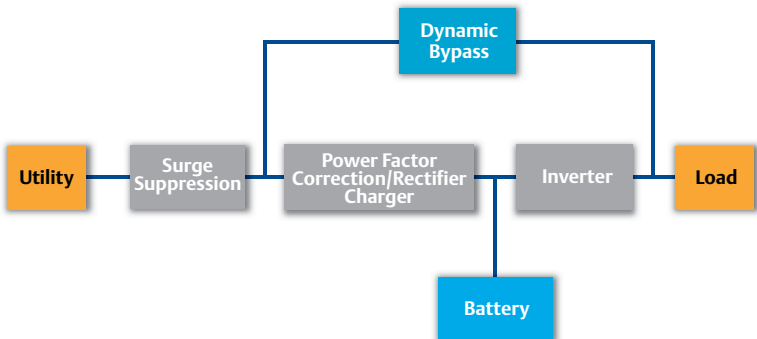 Dynamic
Bypass
Utility
Surge
Suppression
Power Factor
Correction/Rectifier
Charger
Inverter
Load
Battery